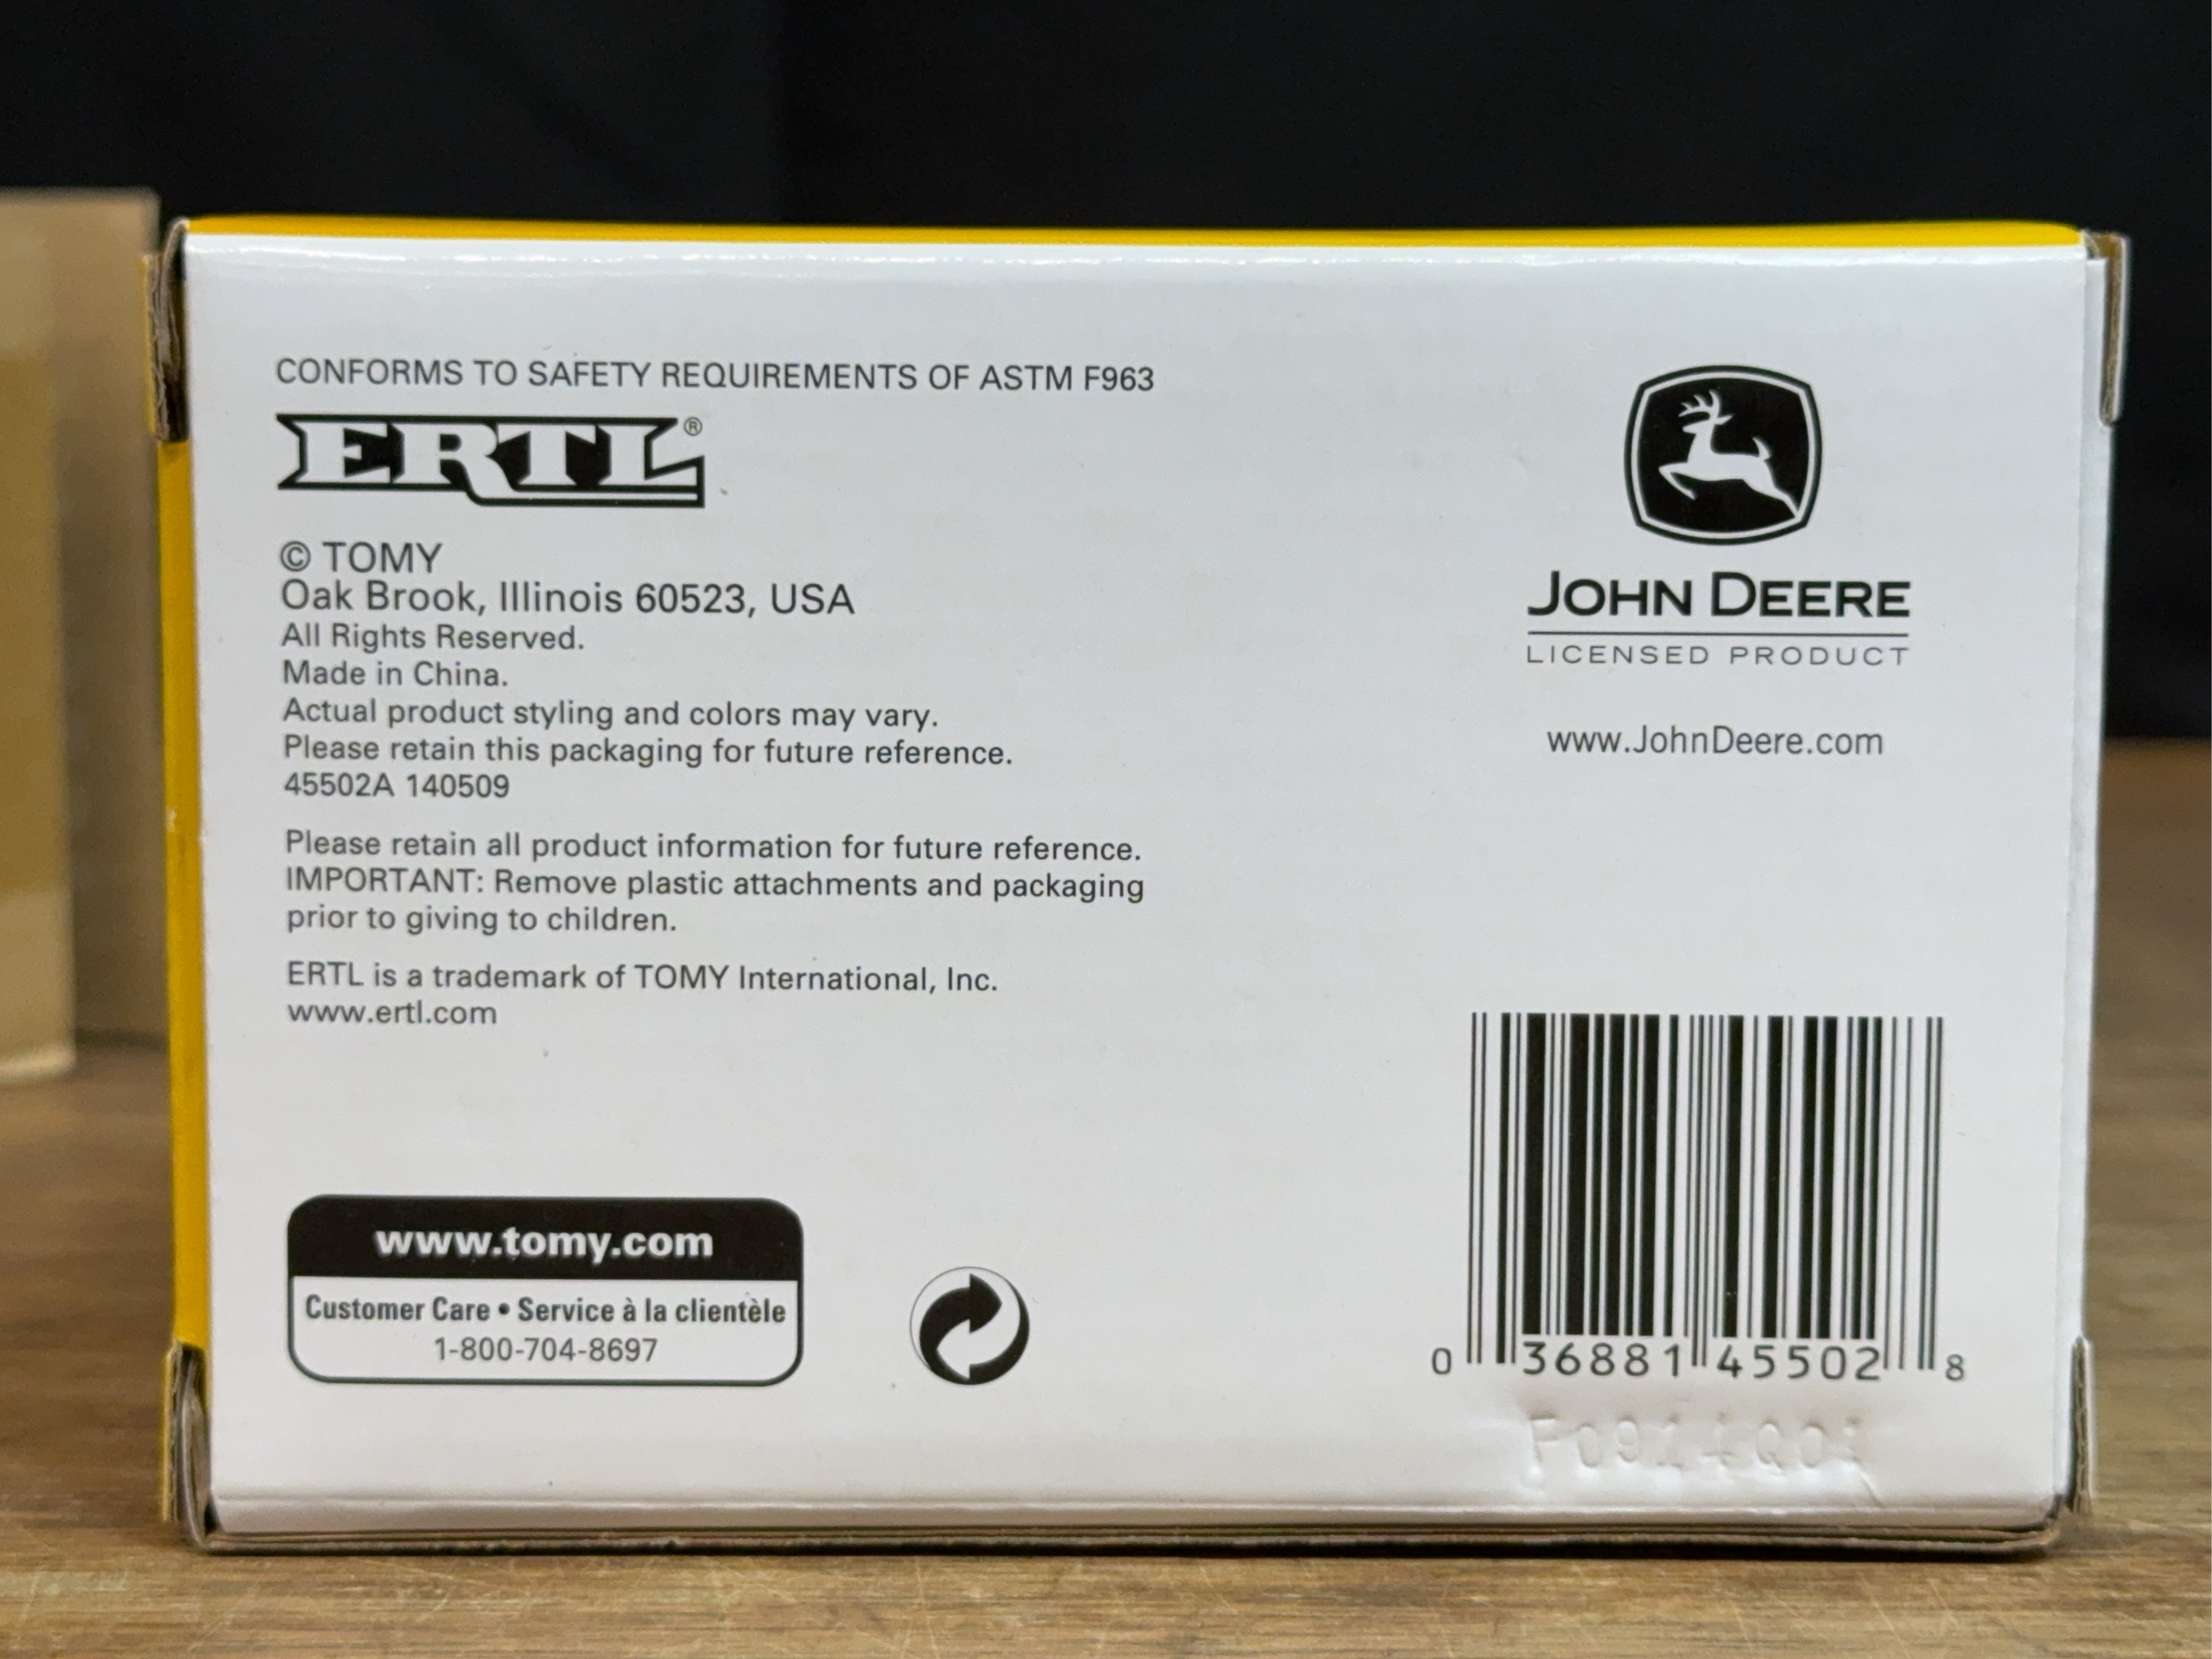 CONFORMS TO SAFETY REQUIREMENTS OF ASTM F963
ERTL®
© TOMY
Oak Brook, Illinois 60523, USA
All Rights Reserved.
Made in China.
Actual product styling and colors may vary.
Please retain this packaging for future reference.
45502A 140509
Please retain all product information for future reference.
IMPORTANT: Remove plastic attachments and packaging
prior to giving to children.
ERTL is a trademark of TOMY International, Inc.
www.ertl.com
www.tomy.com
Customer Care • Service à la clientèle
1-800-704-8697
JOHN DEERE
LICENSED PRODUCT
www.JohnDeere.com
0 36881 45502 8